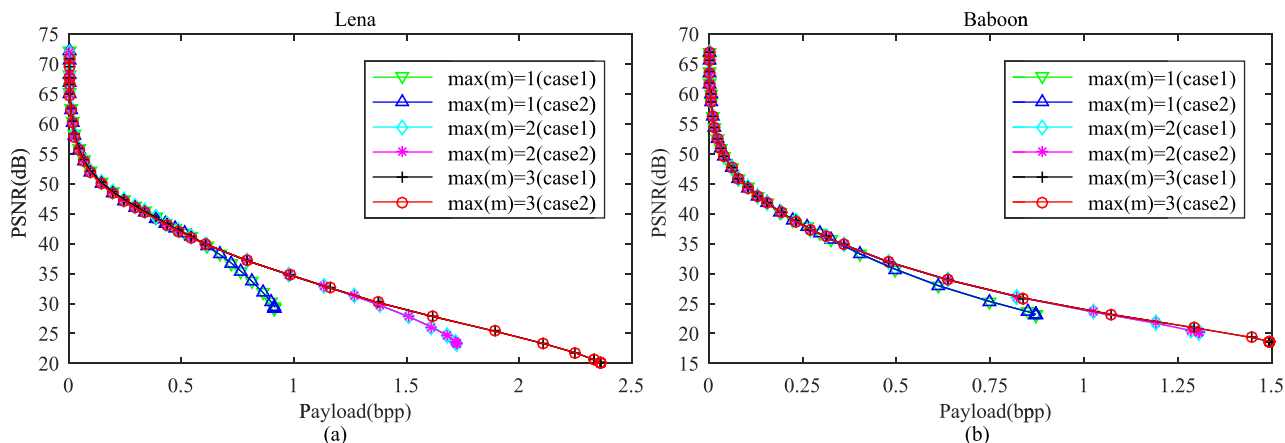 Lena
75
70
65
60
55
50
45
40
35
30
25
20
PSNR(dB)
max(m)=1(case1)
max(m)=1(case2)
max(m)=2(case1)
max(m)=2(case2)
max(m)=3(case1)
max(m)=3(case2)
0 0.5 1 1.5 2 2.5
Payload(bpp)
(a)
Baboon
70
65
60
55
50
45
40
35
30
25
20
15
PSNR(dB)
max(m)=1(case1)
max(m)=1(case2)
max(m)=2(case1)
max(m)=2(case2)
max(m)=3(case1)
max(m)=3(case2)
0 0.25 0.5 0.75 1 1.25 1.5
Payload(bpp)
(b)